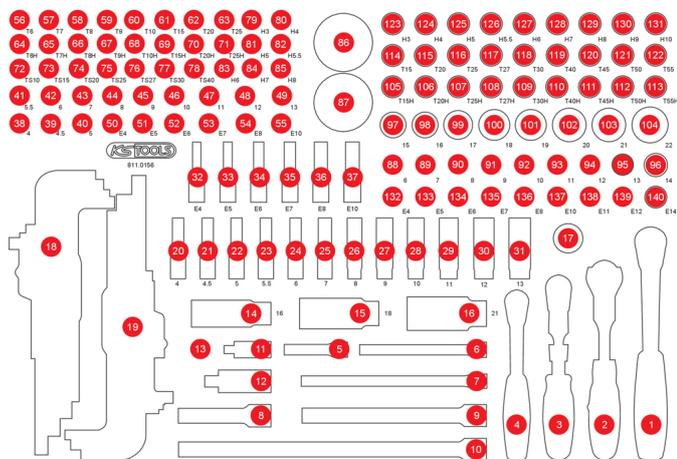 56 57 58 59 60 61 62 63 79 80
T6 T7 T8 T9 T10 T15 T20 T25 H3 H4
64 65 66 67 68 69 70 71 81 82
T6H T7H T8H T9H T10H T15H T20H T25H H5 H5.5
72 73 74 75 76 77 78 83 84 85
TS10 TS15 TS20 TS25 TS27 TS30 TS40 H6 H7 H8
41 42 43 44 45 46 47 48 49
5.5 6 7 8 9 10 11 12 13
38 39 40 50 51 52 53 54 55
4 4.5 5 E4 E5 E6 E7 E8 E10
86
87
123 124 125 126 127 128 129 130 131
H3 H4 H5 H5.5 H6 H7 H8 H9 H10
114 115 116 117 118 119 120 121 122
T15 T20 T25 T27 T30 T40 T45 T50 T55
105 106 107 108 109 110 111 112 113
T15H T20H T25H T27H T30H T40H T45H T50H T55H
97 98 99 100 101 102 103 104
15 16 17 18 19 20 21 22
88 89 90 91 92 93 94 95 96
6 7 8 9 10 11 12 13 14
132 133 134 135 136 137 138 139 140
E4 E5 E6 E7 E8 E10 E11 E12 E14
KS TOOLS
811.0156
32 33 34 35 36 37
E4 E5 E6 E7 E8 E10
18
19
20 21 22 23 24 25 26 27 28 29 30 31
4 4.5 5 5.5 6 7 8 9 10 11 12 13
17
14 16 15 18 16 21
13 11 5 6
12 7
8 9
10
4 3 2 1